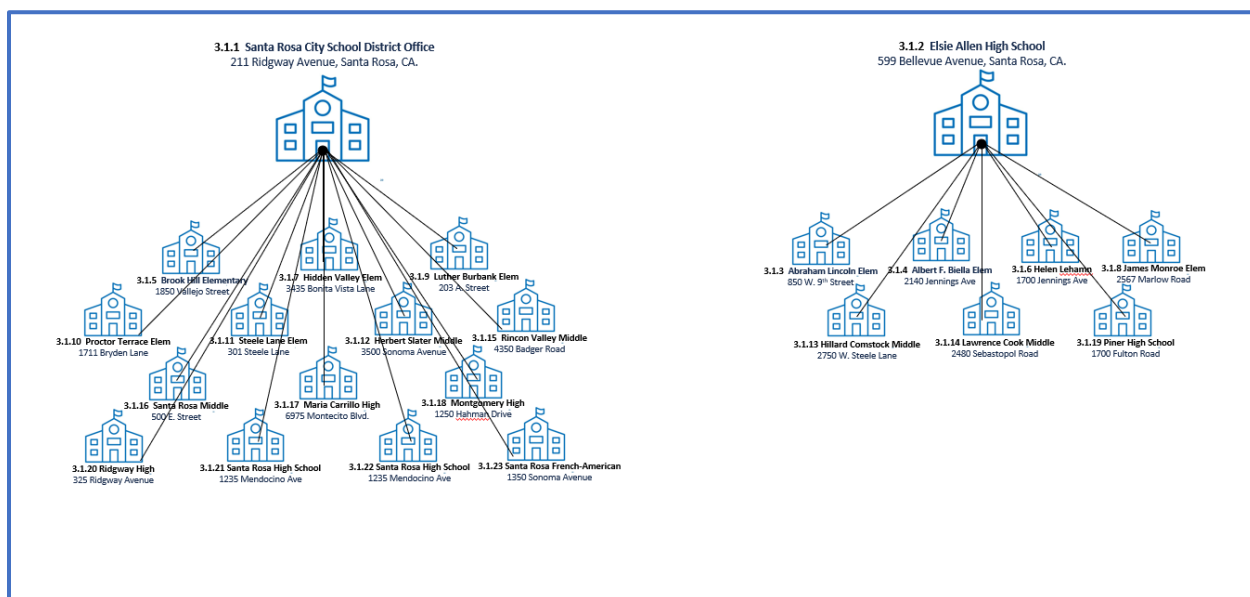 3.1.1 Santa Rosa City School District Office
211 Ridgway Avenue, Santa Rosa, CA.
3.1.5 Brook Hill Elementary
1850 Vallejo Street
3.1.7 Hidden Valley Elem
3435 Bonita Vista Lane
3.1.9 Luther Burbank Elem
203 A. Street
3.1.10 Proctor Terrace Elem
1711 Bryden Lane
3.1.11 Steele Lane Elem
301 Steele Lane
3.1.12 Herbert Slater Middle
3500 Sonoma Avenue
3.1.15 Rincon Valley Middle
4350 Badger Road
3.1.16 Santa Rosa Middle
500 E. Street
3.1.17 Maria Carrillo High
6975 Montecito Blvd.
3.1.18 Montgomery High
1250 Hahman Drive
3.1.20 Ridgway High
325 Ridgway Avenue
3.1.21 Santa Rosa High School
1235 Mendocino Ave
3.1.22 Santa Rosa High School
1235 Mendocino Ave
3.1.23 Santa Rosa French-American
1350 Sonoma Avenue
3.1.2 Elsie Allen High School
599 Bellevue Avenue, Santa Rosa, CA.
3.1.3 Abraham Lincoln Elem
850 W. 9th Street
3.1.4 Albert F. Biella Elem
2140 Jennings Ave
3.1.6 Helen Lehamn
1700 Jennings Ave
3.1.8 James Monroe Elem
2567 Marlow Road
3.1.13 Hillard Comstock Middle
2750 W. Steele Lane
3.1.14 Lawrence Cook Middle
2480 Sebastopol Road
3.1.19 Piner High School
1700 Fulton Road